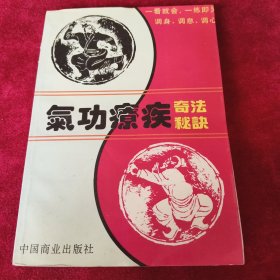 一看就会.一练即
调身.调息.调心
氣功療疾奇法
秘訣
中国商业出版社